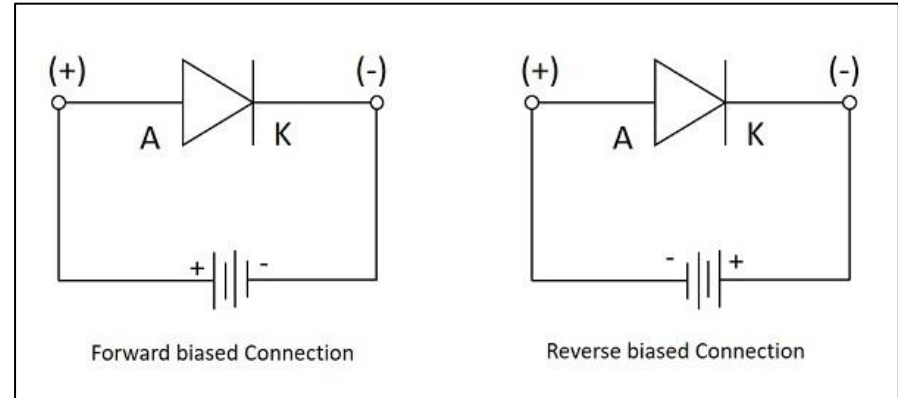 (+) (-)
A K
+ -
Forward biased Connection
(+) (-)
A K
- +
Reverse biased Connection